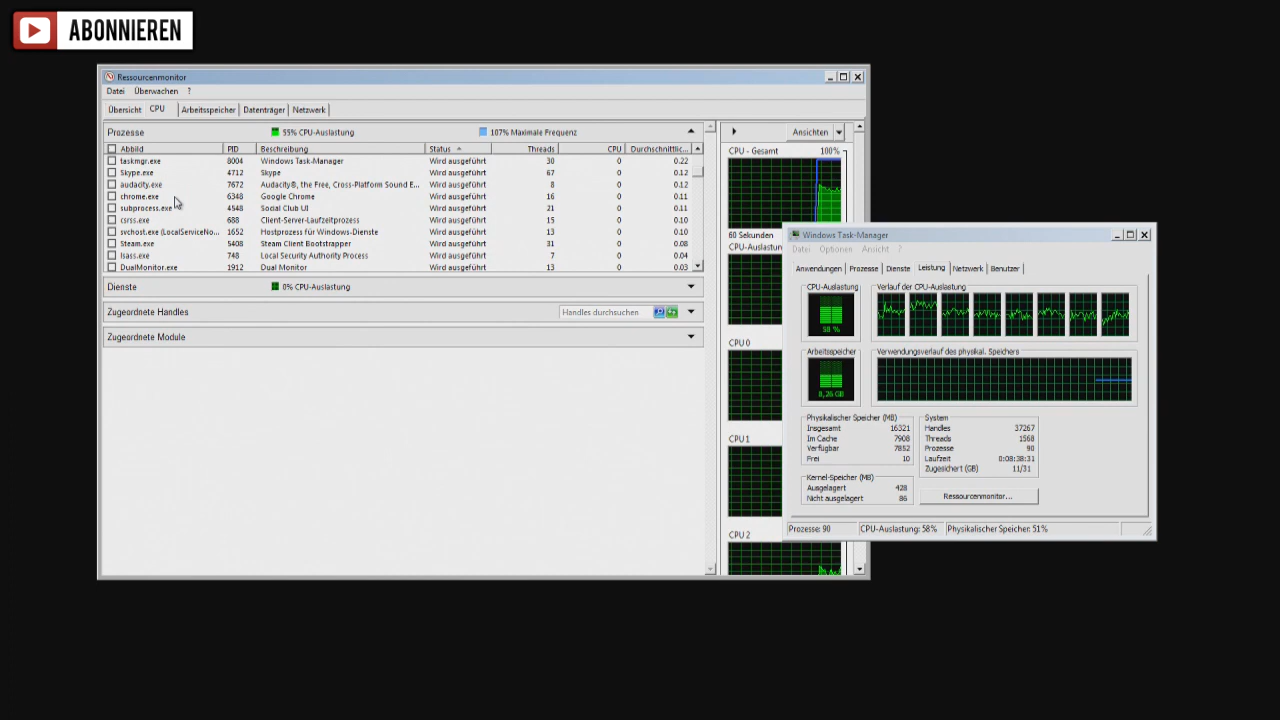 ABONNIEREN
Ressourcenmonitor
Datei Überwachen ?
Übersicht CPU Arbeitsspeicher Datenträger Netzwerk
Prozesse 55% CPU-Auslastung 107% Maximale Frequenz
Abbild PID Beschreibung Status Threads CPU Durchschnittlic...
taskmgr.exe 8004 Windows Task-Manager Wird ausgeführt 30 0 0.22
Skype.exe 4712 Skype Wird ausgeführt 67 0 0.12
audacity.exe 7672 Audacity®, the Free, Cross-Platform Sound E... Wird ausgeführt 8 0 0.12
chrome.exe 6348 Google Chrome Wird ausgeführt 16 0 0.11
subprocess.exe 4548 Social Club UI Wird ausgeführt 21 0 0.11
csrss.exe 688 Client-Server-Laufzeitprozess Wird ausgeführt 15 0 0.10
svchost.exe (LocalServiceNo... 1652 Hostprozess für Windows-Dienste Wird ausgeführt 13 0 0.10
Steam.exe 5408 Steam Client Bootstrapper Wird ausgeführt 31 0 0.08
lsass.exe 748 Local Security Authority Process Wird ausgeführt 7 0 0.04
DualMonitor.exe 1912 Dual Monitor Wird ausgeführt 13 0 0.03
Dienste 0% CPU-Auslastung
Zugeordnete Handles Handles durchsuchen
Zugeordnete Module
Ansichten
CPU - Gesamt 100%
60 Sekunden
CPU-Auslastun
CPU 0
CPU 1
CPU 2
Windows Task-Manager
Datei Optionen Ansicht ?
Anwendungen Prozesse Dienste Leistung Netzwerk Benutzer
CPU-Auslastung Verlauf der CPU-Auslastung
58 %
Arbeitsspeicher Verwendungsverlauf des physikal. Speichers
8,26 GB
Physikalischer Speicher (MB)
Insgesamt 16321
Im Cache 7908
Verfügbar 7852
Frei 10
System
Handles 37267
Threads 1568
Prozesse 90
Laufzeit 0:08:38:31
Zugesichert (GB) 11/31
Kernel-Speicher (MB)
Ausgelagert 428
Nicht ausgelagert 86
Ressourcenmonitor...
Prozesse: 90 CPU-Auslastung: 58% Physikalischer Speicher: 51%